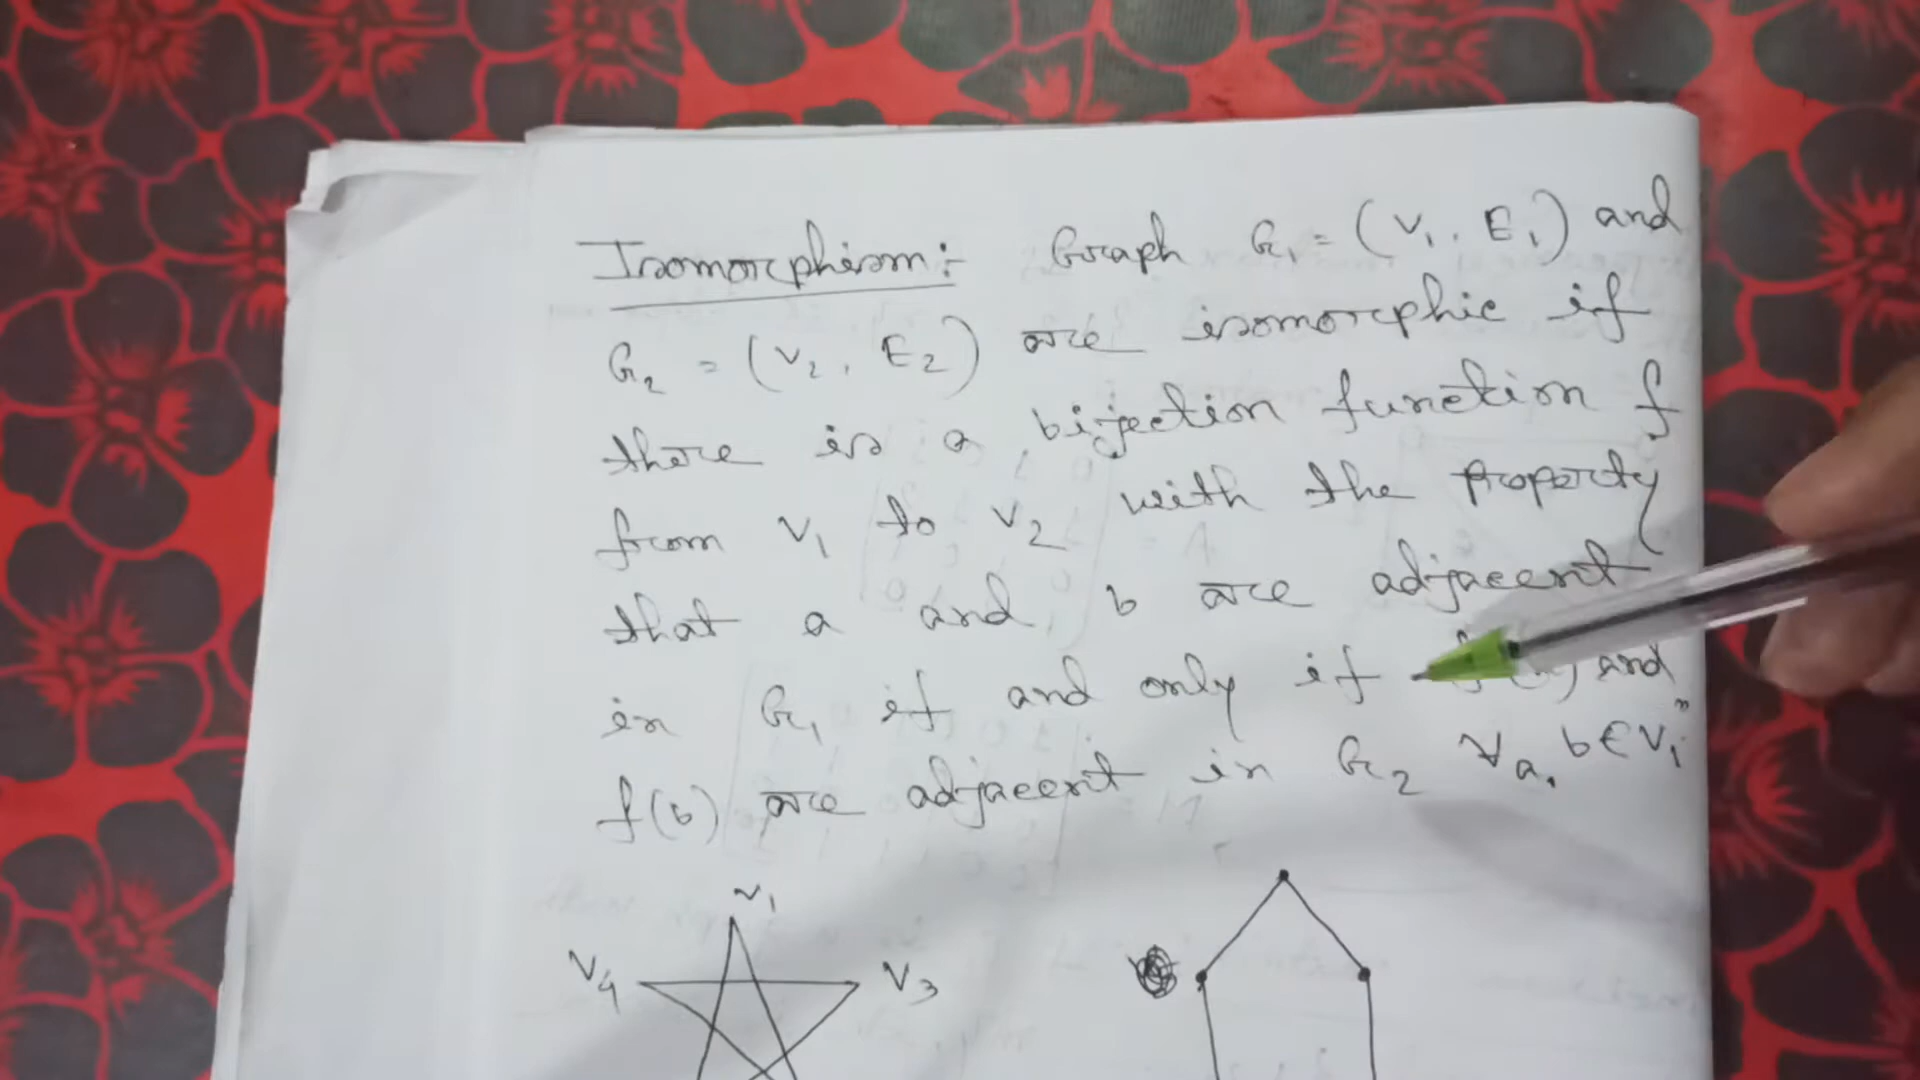 Isomorphism: Graph G₁ = (V₁, E₁) and
G₂ = (V₂, E₂) are isomorphic if
there is a bijection function f
from V₁ to V₂ with the property
that a and b are adjacent
in G₁ if and only if and
f(b) are adjacent in G₂ ∀a, b∈V₁"
V₁
V₄ V₃